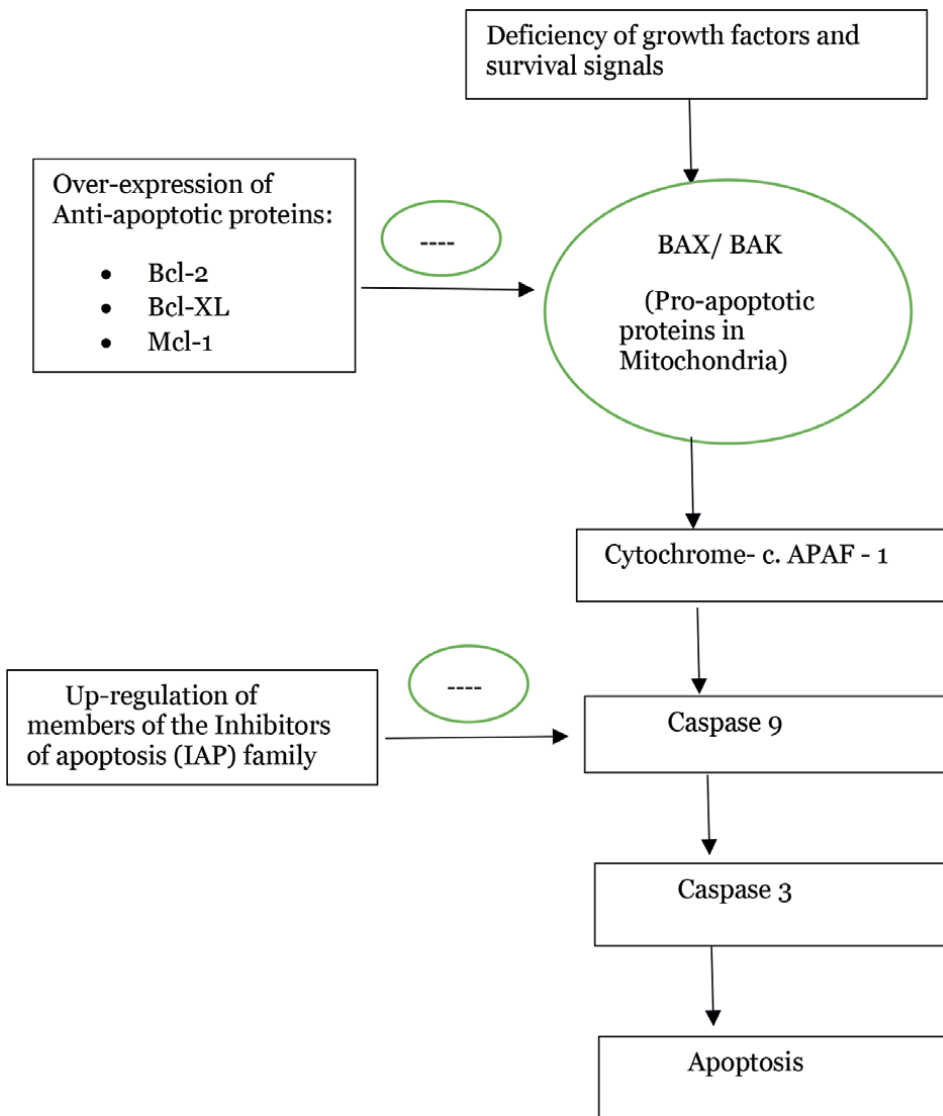 Deficiency of growth factors and
survival signals
Over-expression of
Anti-apoptotic proteins:
• Bcl-2
• Bcl-XL
• Mcl-1
----
BAX/ BAK
(Pro-apoptotic
proteins in
Mitochondria)
Cytochrome- c. APAF - 1
Up-regulation of
members of the Inhibitors
of apoptosis (IAP) family
----
Caspase 9
Caspase 3
Apoptosis